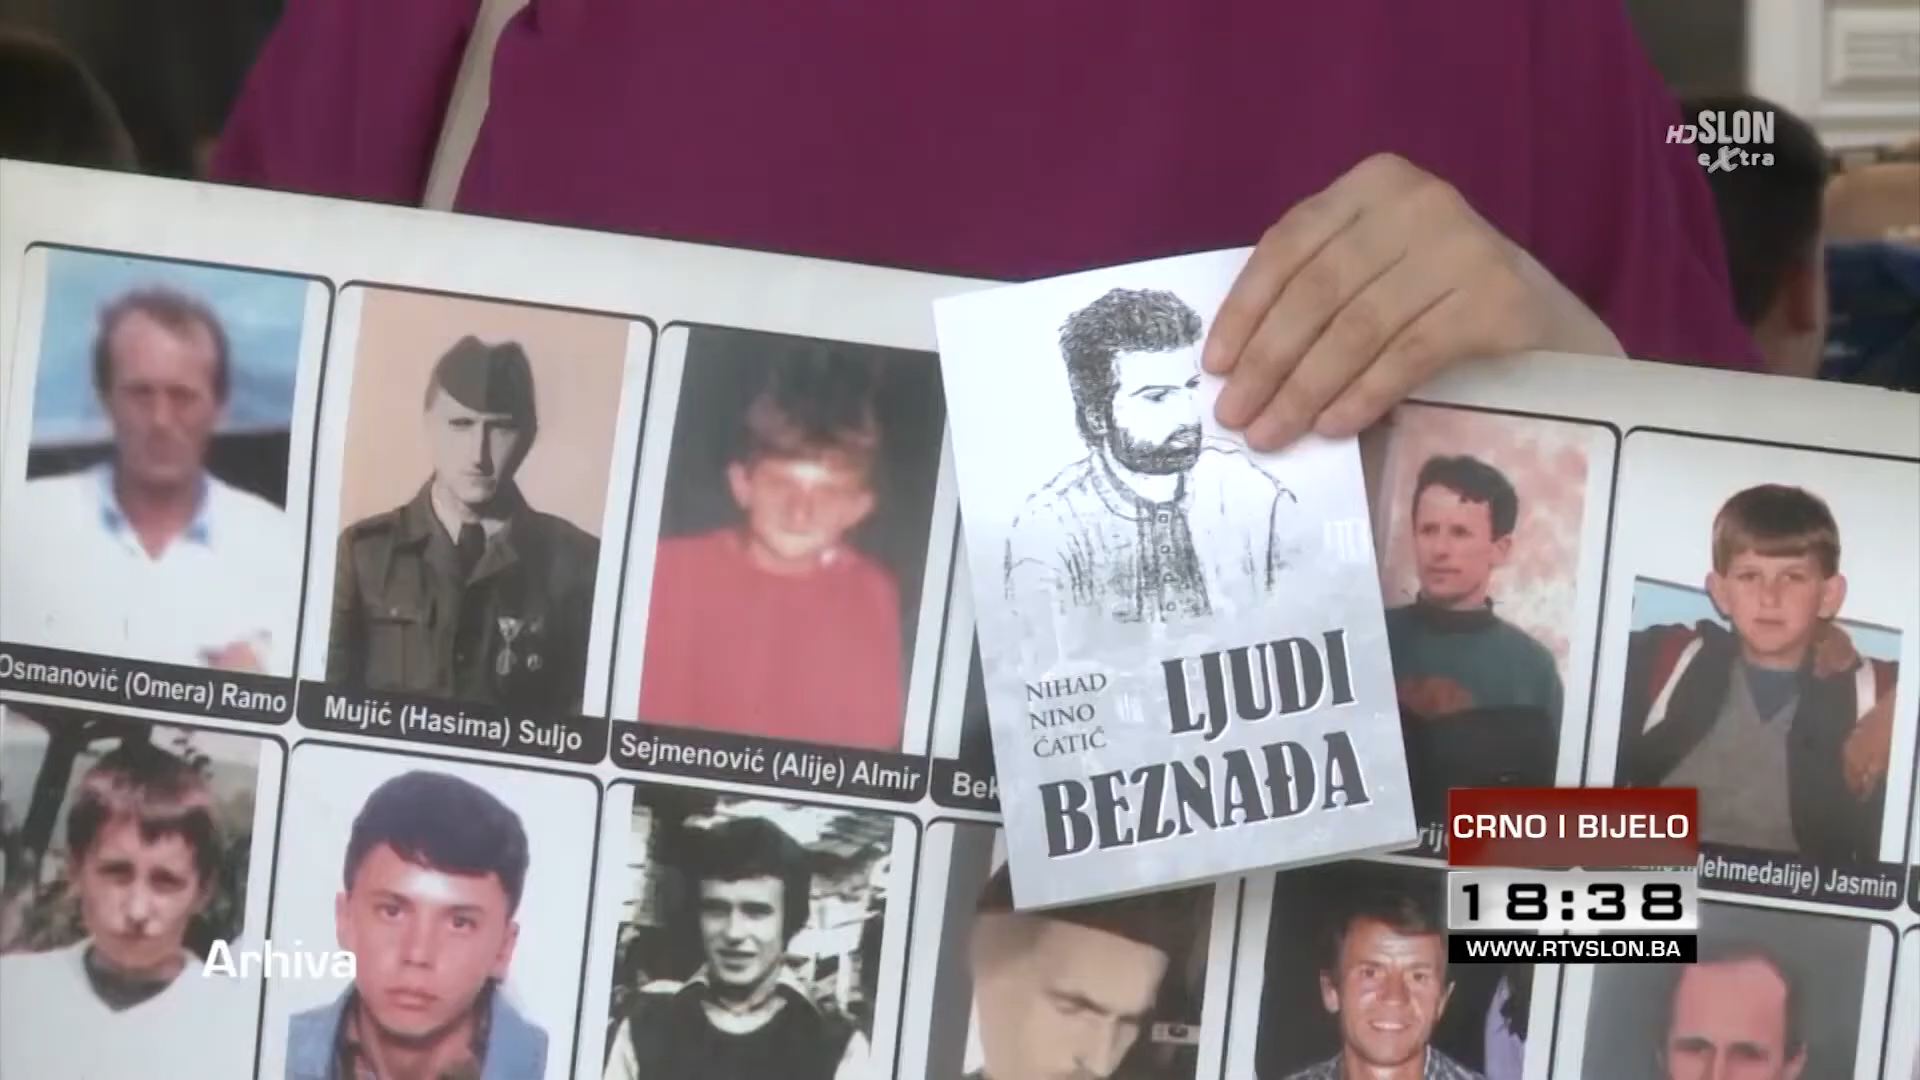 HD SLON
extra
Osmanović (Omera) Ramo
Mujić (Hasima) Suljo
Sejmenović (Alije) Almir
NIHAD
NINO
ĆATIĆ
LJUDI
BEZNAĐA
(Mehmedalije) Jasmin
CRNO I BIJELO
18:38
WWW.RTVSLON.BA
Arhiva